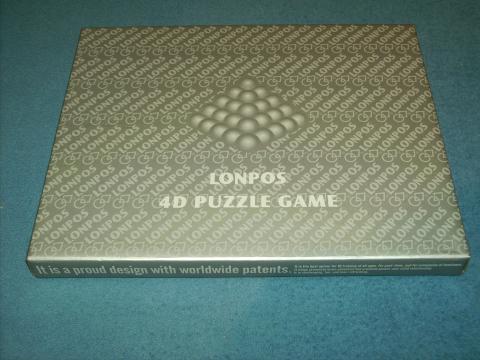 LONPOS
4D PUZZLE GAME
It is a proud design with worldwide patents.